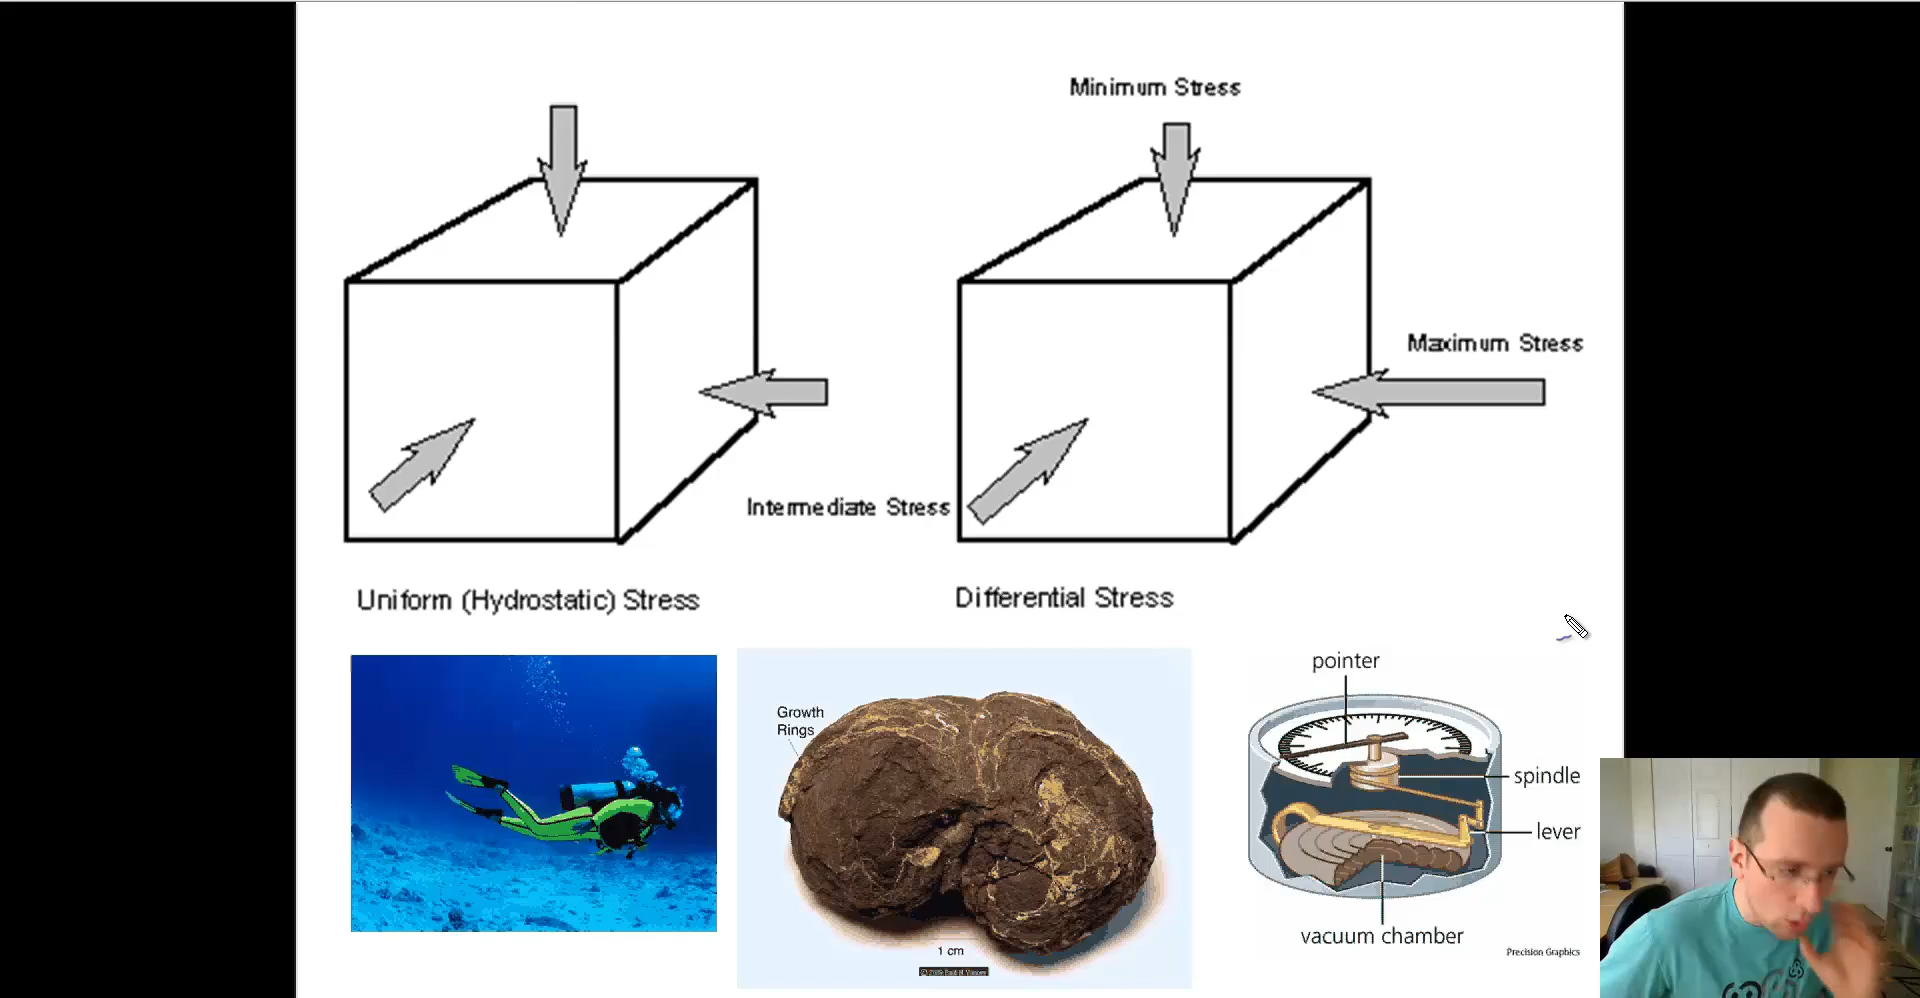 Minimum Stress
Maximum Stress
Intermediate Stress
Uniform (Hydrostatic) Stress
Differential Stress
Growth
Rings
1 cm
pointer
spindle
lever
vacuum chamber
Precision Graphics